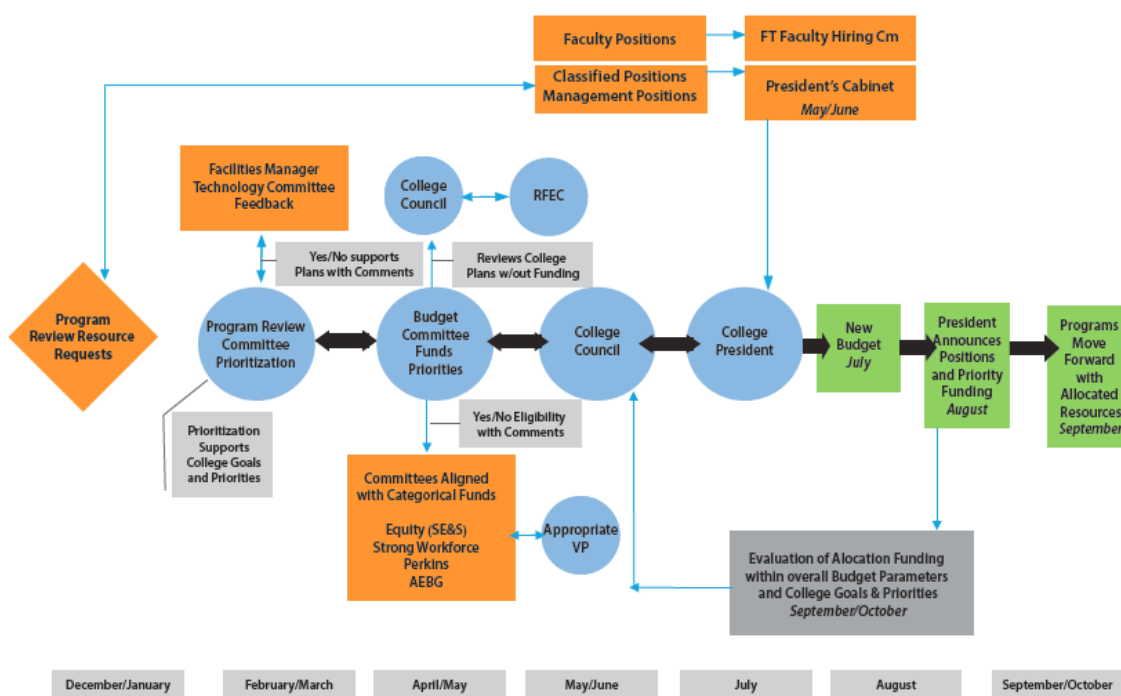 Faculty Positions
FT Faculty Hiring Cm
Classified Positions
Management Positions
President's Cabinet
May/June
Facilities Manager
Technology Committee
Feedback
College
Council
RFEC
Yes/No supports
Plans with Comments
Reviews College
Plans w/out Funding
Program
Review Resource
Requests
Program Review
Committee
Prioritization
Budget
Committee
Funds
Priorities
College
Council
College
President
New
Budget
July
President
Announces
Positions
and Priority
Funding
August
Programs
Move
Forward
with
Allocated
Resources
September
Prioritization
Supports
College Goals
and Priorities
Yes/No Eligibility
with Comments
Committees Aligned
with Categorical Funds
Equity (SE&S)
Strong Workforce
Perkins
AEBG
Appropriate
VP
Evaluation of Alocation Funding
within overall Budget Parameters
and College Goals & Priorities
September/October
December/January
February/March
April/May
May/June
July
August
September/October